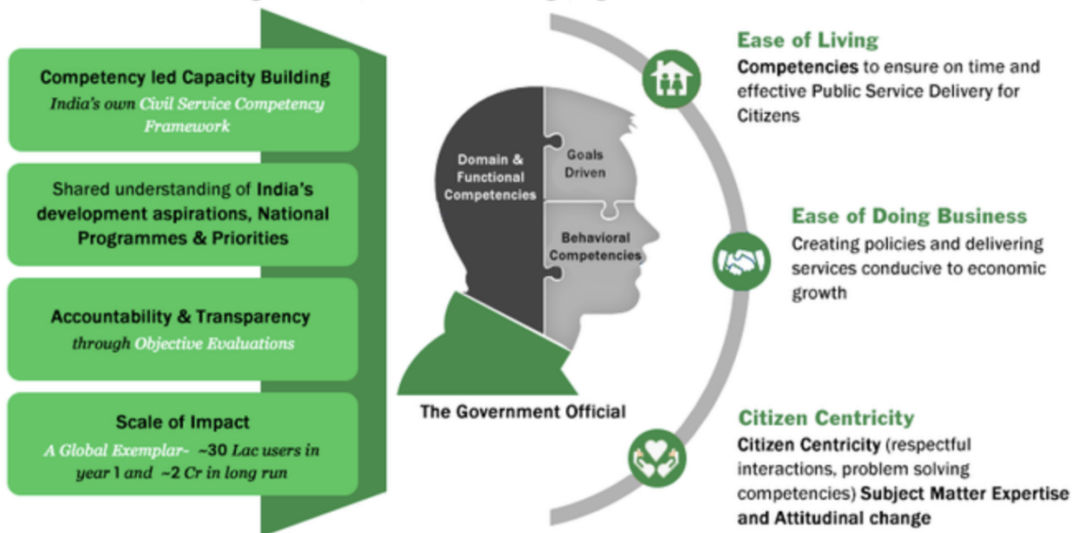 Competency led Capacity Building
India's own Civil Service Competency
Framework
Shared understanding of India's
development aspirations, National
Programmes & Priorities
Accountability & Transparency
through Objective Evaluations
Scale of Impact
A Global Exemplar- ~30 Lac users in
year 1 and ~2 Cr in long run
Domain &
Functional
Competencies
Goals
Driven
Behavioral
Competencies
The Government Official
Ease of Living
Competencies to ensure on time and
effective Public Service Delivery for
Citizens
Ease of Doing Business
Creating policies and delivering
services conducive to economic
growth
Citizen Centricity
Citizen Centricity (respectful
interactions, problem solving
competencies) Subject Matter Expertise
and Attitudinal change